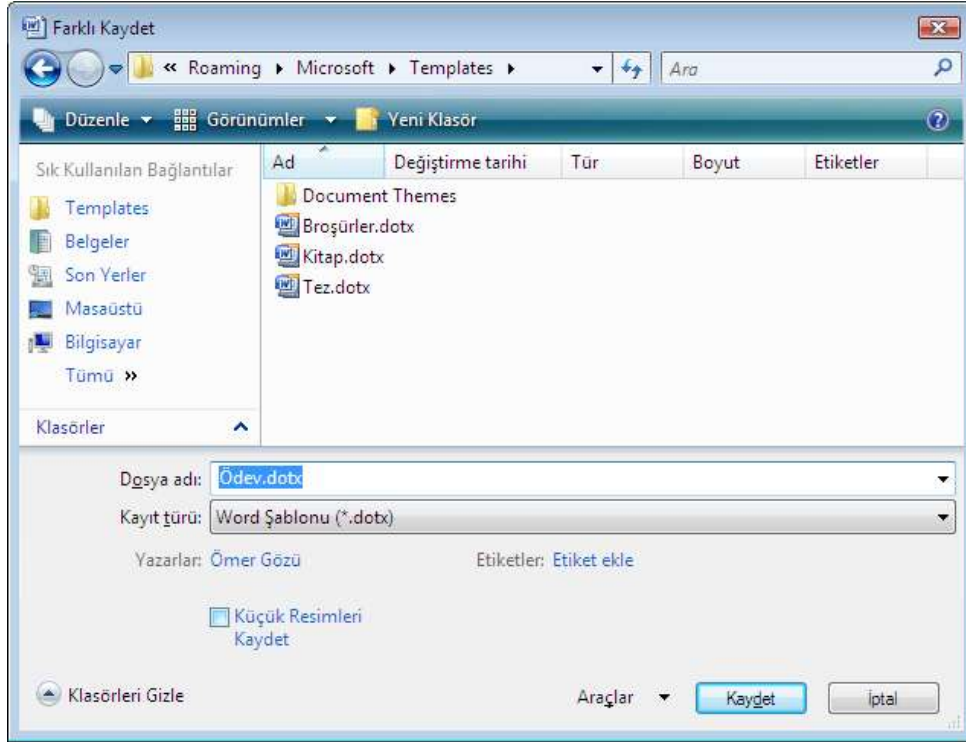 Farklı Kaydet
« Roaming ▸ Microsoft ▸ Templates ▸ Ara
Düzenle Görünümler Yeni Klasör
Sık Kullanılan Bağlantılar
Templates
Belgeler
Son Yerler
Masaüstü
Bilgisayar
Tümü »
Klasörler
Ad Değiştirme tarihi Tür Boyut Etiketler
Document Themes
Broşürler.dotx
Kitap.dotx
Tez.dotx
Dosya adı: Ödev.dotx
Kayıt türü: Word Şablonu (*.dotx)
Yazarlar: Ömer Gözü Etiketler: Etiket ekle
Küçük Resimleri
Kaydet
Klasörleri Gizle Araçlar Kaydet İptal